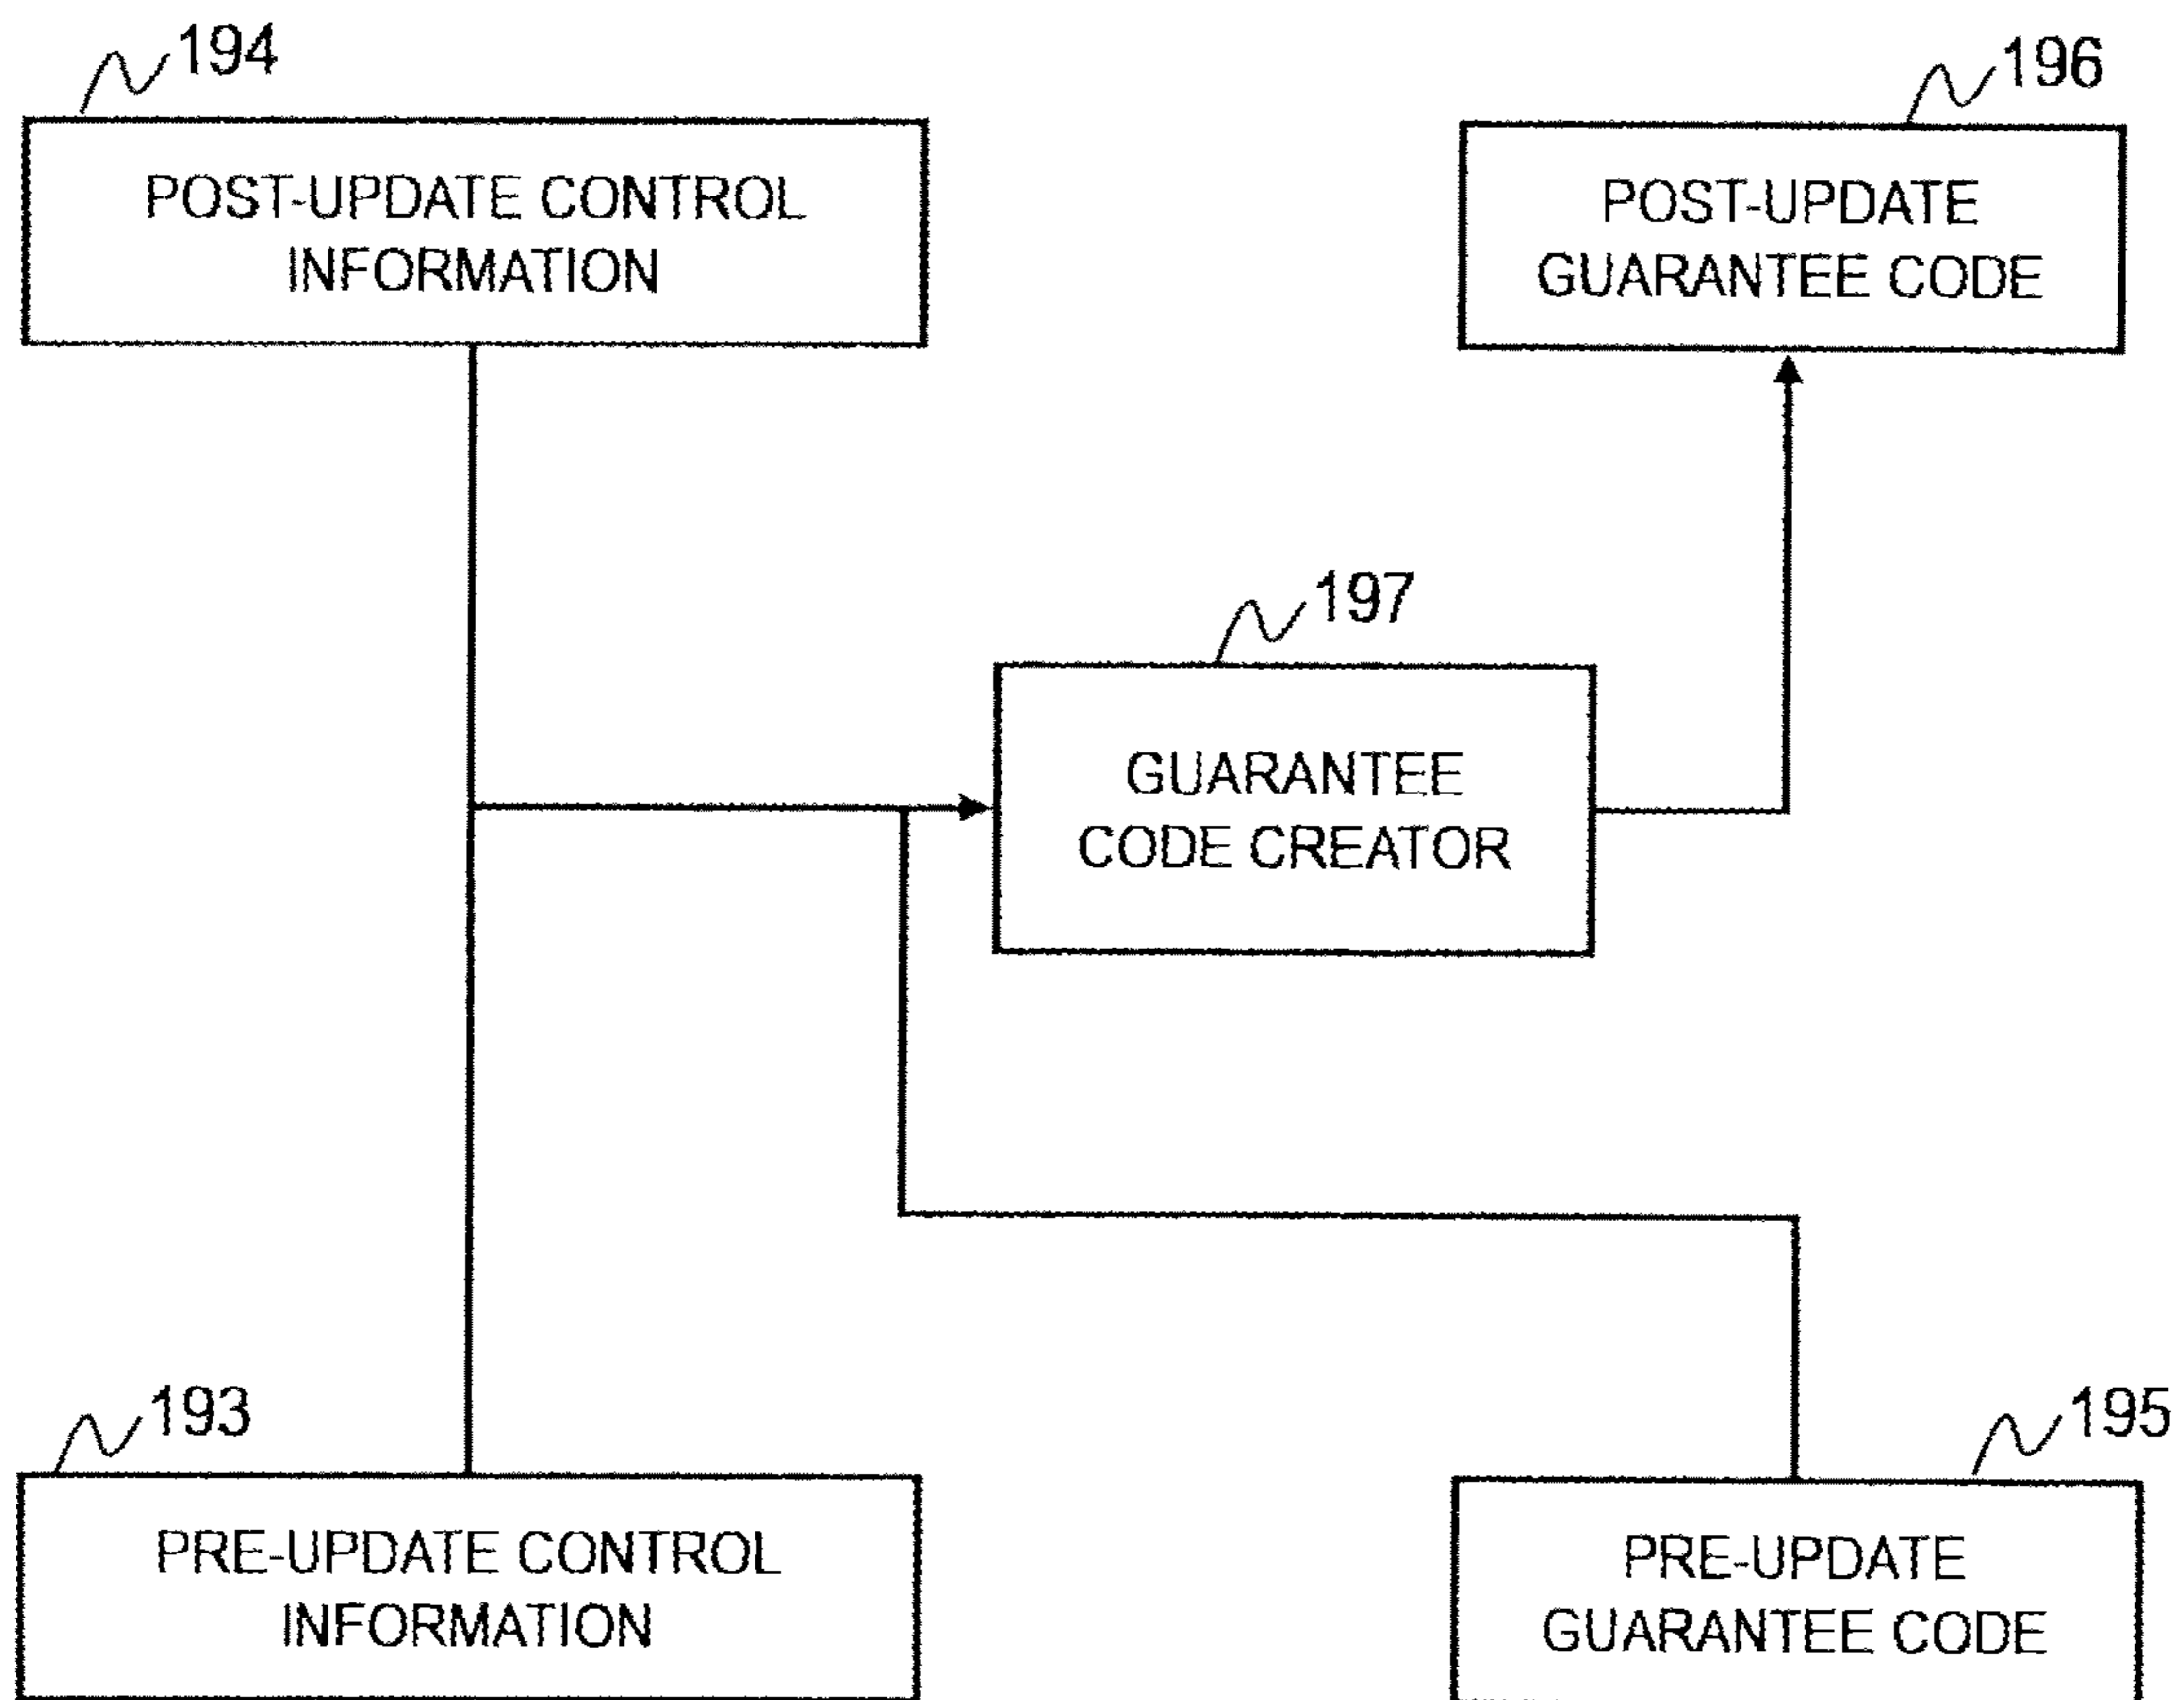 194
POST-UPDATE CONTROL
INFORMATION
196
POST-UPDATE
GUARANTEE CODE
197
GUARANTEE
CODE CREATOR
193
PRE-UPDATE CONTROL
INFORMATION
195
PRE-UPDATE
GUARANTEE CODE